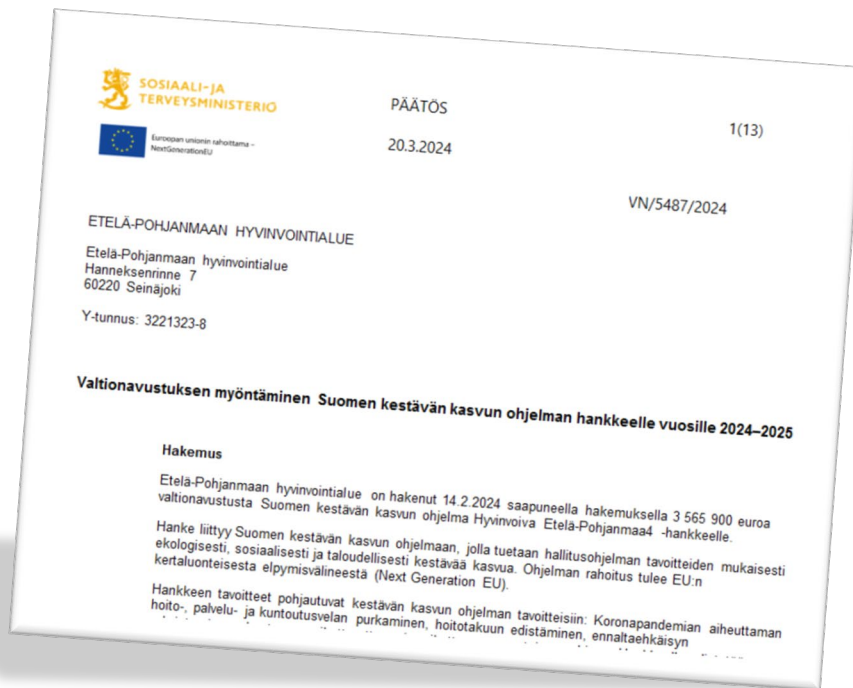 SOSIAALI- JA
TERVEYSMINISTERIÖ
PÄÄTÖS
1(13)
Euroopan unionin rahoittama –
NextGenerationEU
20.3.2024
VN/5487/2024
ETELÄ-POHJANMAAN HYVINVOINTIALUE
Etelä-Pohjanmaan hyvinvointialue
Hanneksenrinne 7
60220 Seinäjoki
Y-tunnus: 3221323-8
Valtionavustuksen myöntäminen Suomen kestävän kasvun ohjelman hankkeelle vuosille 2024–2025
Hakemus
Etelä-Pohjanmaan hyvinvointialue on hakenut 14.2.2024 saapuneella hakemuksella 3 565 900 euroa
valtionavustusta Suomen kestävän kasvun ohjelma Hyvinvoiva Etelä-Pohjanmaa4 -hankkeelle.
Hanke liittyy Suomen kestävän kasvun ohjelmaan, jolla tuetaan hallitusohjelman tavoitteiden mukaisesti
ekologisesti, sosiaalisesti ja taloudellisesti kestävää kasvua. Ohjelman rahoitus tulee EU:n
kertaluonteisesta elpymisvälineestä (Next Generation EU).
Hankkeen tavoitteet pohjautuvat kestävän kasvun ohjelman tavoitteisiin: Koronapandemian aiheuttaman
hoito-, palvelu- ja kuntoutusvelan purkaminen, hoitotakuun edistäminen, ennaltaehkäisyn